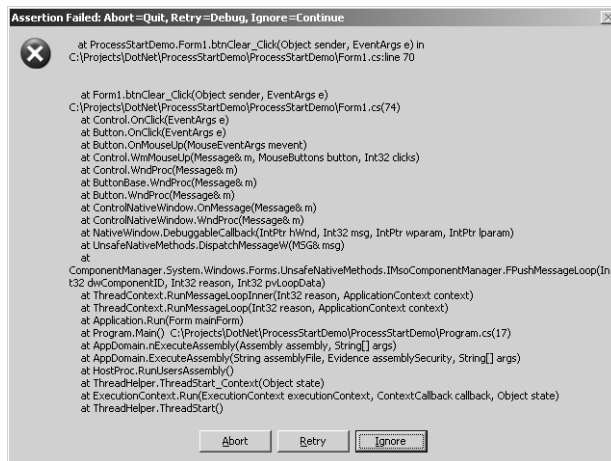 Assertion Failed: Abort=Quit, Retry=Debug, Ignore=Continue
at ProcessStartDemo.Form1.btnClear_Click(Object sender, EventArgs e) in
C:\Projects\DotNet\ProcessStartDemo\ProcessStartDemo\Form1.cs:line 70
at Form1.btnClear_Click(Object sender, EventArgs e)
C:\Projects\DotNet\ProcessStartDemo\ProcessStartDemo\Form1.cs(74)
at Control.OnClick(EventArgs e)
at Button.OnClick(EventArgs e)
at Button.OnMouseUp(MouseEventArgs mevent)
at Control.WmMouseUp(Message& m, MouseButtons button, Int32 clicks)
at Control.WndProc(Message& m)
at ButtonBase.WndProc(Message& m)
at Button.WndProc(Message& m)
at ControlNativeWindow.OnMessage(Message& m)
at ControlNativeWindow.WndProc(Message& m)
at NativeWindow.DebuggableCallback(IntPtr hWnd, Int32 msg, IntPtr wparam, IntPtr lparam)
at UnsafeNativeMethods.DispatchMessageW(MSG& msg)
at
ComponentManager.System.Windows.Forms.UnsafeNativeMethods.IMsoComponentManager.FPushMessageLoop(In
t32 dwComponentID, Int32 reason, Int32 pvLoopData)
at ThreadContext.RunMessageLoopInner(Int32 reason, ApplicationContext context)
at ThreadContext.RunMessageLoop(Int32 reason, ApplicationContext context)
at Application.Run(Form mainForm)
at Program.Main() C:\Projects\DotNet\ProcessStartDemo\ProcessStartDemo\Program.cs(17)
at AppDomain.nExecuteAssembly(Assembly assembly, String[] args)
at AppDomain.ExecuteAssembly(String assemblyFile, Evidence assemblySecurity, String[] args)
at HostProc.RunUsersAssembly()
at ThreadHelper.ThreadStart_Context(Object state)
at ExecutionContext.Run(ExecutionContext executionContext, ContextCallback callback, Object state)
at ThreadHelper.ThreadStart()
Abort Retry Ignore